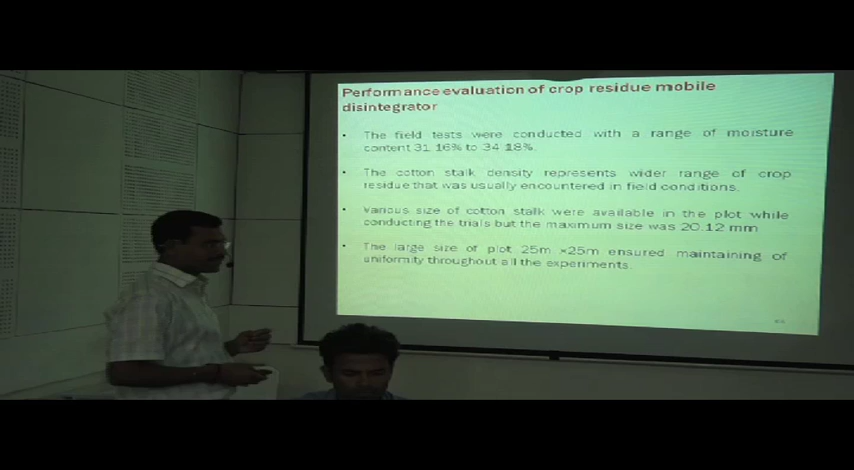 Performance evaluation of crop residue mobile
disintegrator
• The field tests were conducted with a range of moisture
content 31.16% to 34.18%.
• The cotton stalk density represents wider range of crop
residue that was usually encountered in field conditions.
• Various size of cotton stalk were available in the plot while
conducting the trials but the maximum size was 20.12 mm
• The large size of plot 25m ×25m ensured maintaining of
uniformity throughout all the experiments.